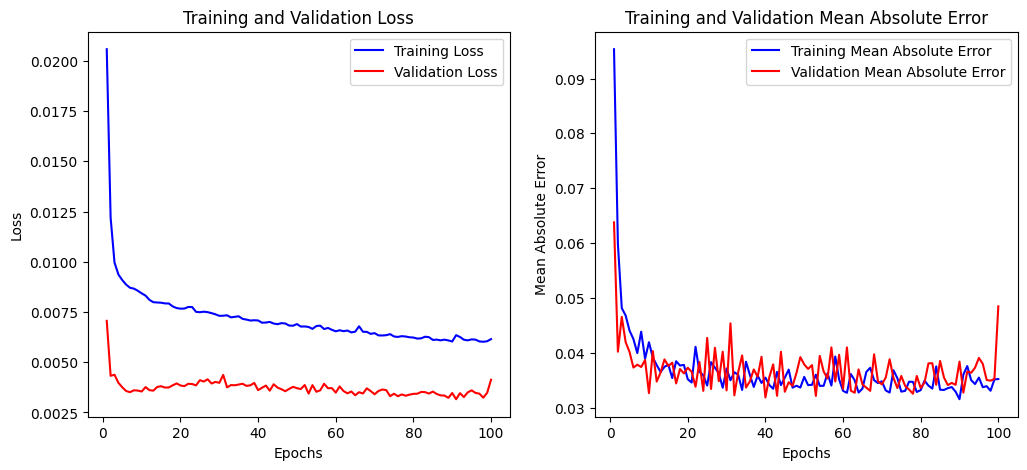 Training and Validation Loss
Training Loss
Validation Loss
0.0200
0.0175
0.0150
0.0125
0.0100
0.0075
0.0050
0.0025
Loss
0 20 40 60 80 100
Epochs
Training and Validation Mean Absolute Error
Training Mean Absolute Error
Validation Mean Absolute Error
0.09
0.08
0.07
0.06
0.05
0.04
0.03
Mean Absolute Error
0 20 40 60 80 100
Epochs